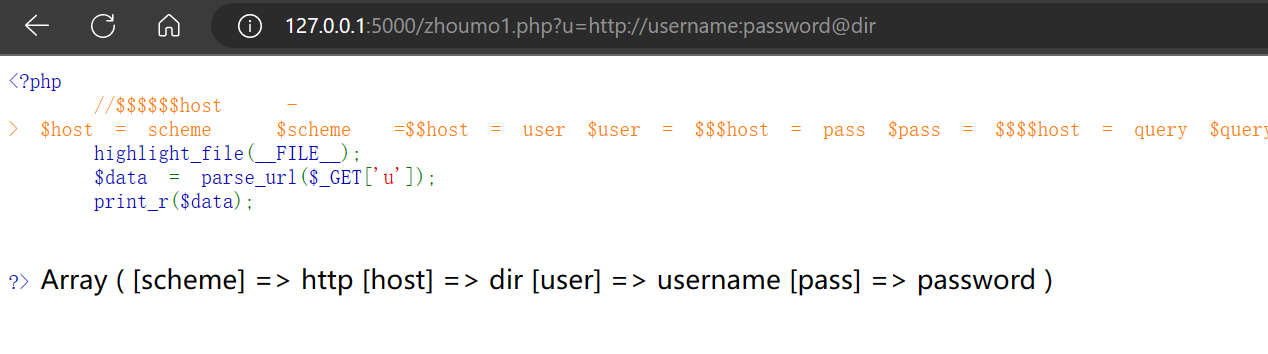 127.0.0.1:5000/zhoumo1.php?u=http://username:password@dir
<?php
//$$$$$$host -
> $host = scheme $scheme =$$host = user $user = $$$host = pass $pass = $$$$host = query $query
highlight_file(__FILE__);
$data = parse_url($_GET['u']);
print_r($data);
?> Array ( [scheme] => http [host] => dir [user] => username [pass] => password )